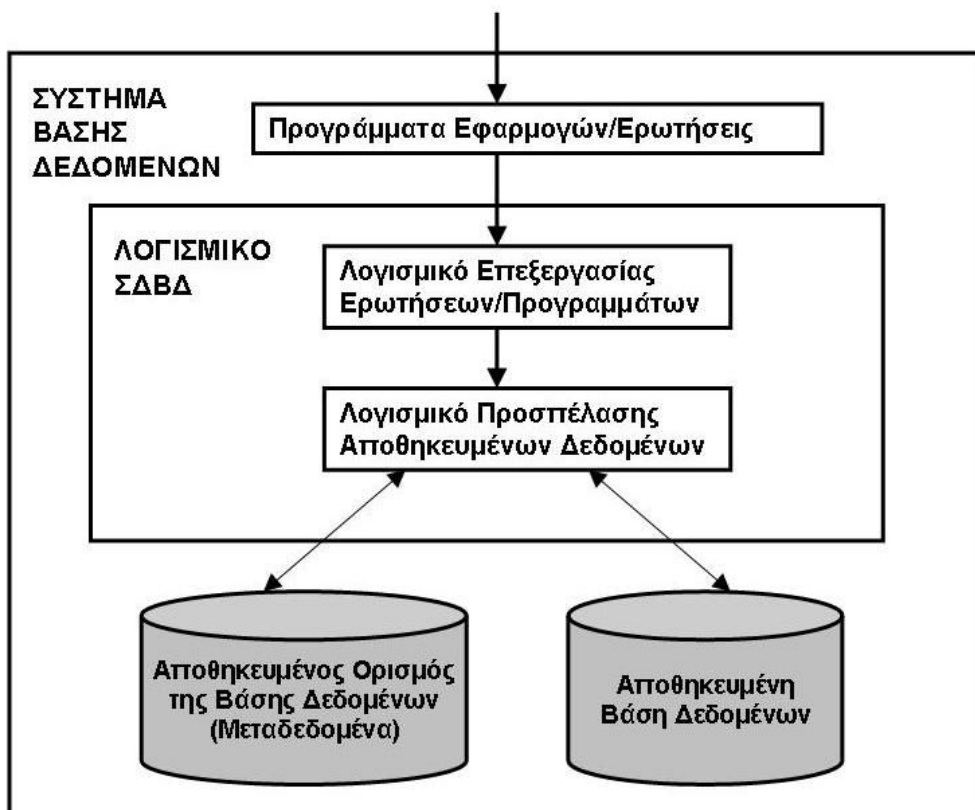 ΣΥΣΤΗΜΑ
ΒΑΣΗΣ
ΔΕΔΟΜΕΝΩΝ
Προγράμματα Εφαρμογών/Ερωτήσεις
ΛΟΓΙΣΜΙΚΟ
ΣΔΒΔ
Λογισμικό Επεξεργασίας
Ερωτήσεων/Προγραμμάτων
Λογισμικό Προσπέλασης
Αποθηκευμένων Δεδομένων
Αποθηκευμένος Ορισμός
της Βάσης Δεδομένων
(Μεταδεδομένα)
Αποθηκευμένη
Βάση Δεδομένων